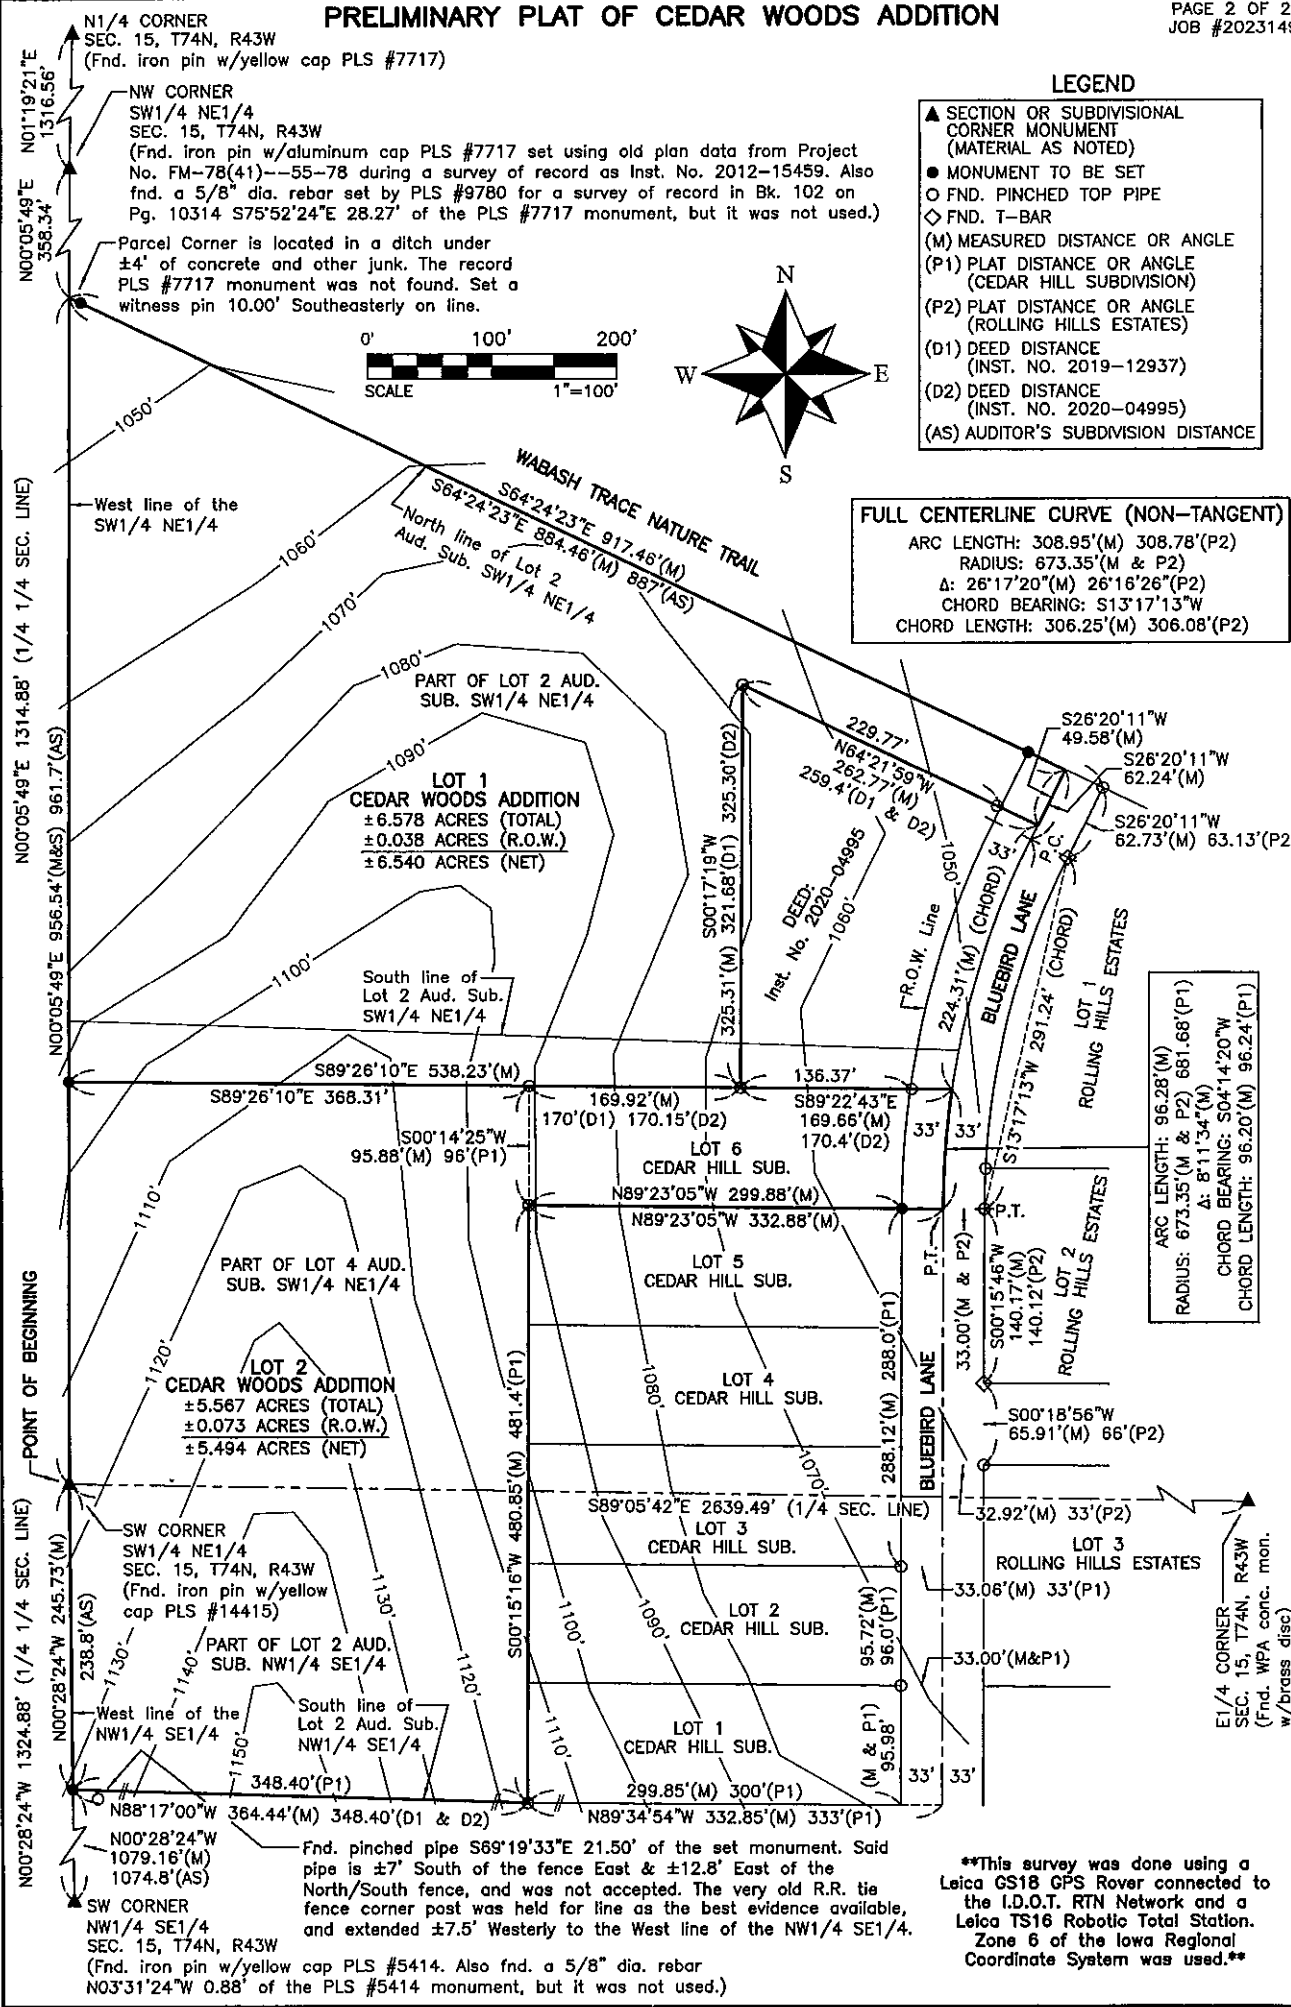 PRELIMINARY PLAT OF CEDAR WOODS ADDITION
PAGE 2 OF 2
JOB #2023149
N1/4 CORNER
SEC. 15, T74N, R43W
(Fnd. iron pin w/yellow cap PLS #7717)
N01°19'21"E
1316.56'
NW CORNER
SW1/4 NE1/4
SEC. 15, T74N, R43W
(Fnd. iron pin w/aluminum cap PLS #7717 set using old plan data from Project
No. FM-78(41)--55-78 during a survey of record as Inst. No. 2012-15459. Also
fnd. a 5/8" dia. rebar set by PLS #9780 for a survey of record in Bk. 102 on
Pg. 10314 S75°52'24"E 28.27' of the PLS #7717 monument, but it was not used.)
N00°05'49"E
358.34'
Parcel Corner is located in a ditch under
±4' of concrete and other junk. The record
PLS #7717 monument was not found. Set a
witness pin 10.00' Southeasterly on line.
0' 100' 200'
SCALE 1"=100'
N
W E
S
LEGEND
SECTION OR SUBDIVISIONAL
CORNER MONUMENT
(MATERIAL AS NOTED)
MONUMENT TO BE SET
FND. PINCHED TOP PIPE
FND. T-BAR
(M) MEASURED DISTANCE OR ANGLE
(P1) PLAT DISTANCE OR ANGLE
(CEDAR HILL SUBDIVISION)
(P2) PLAT DISTANCE OR ANGLE
(ROLLING HILLS ESTATES)
(D1) DEED DISTANCE
(INST. NO. 2019-12937)
(D2) DEED DISTANCE
(INST. NO. 2020-04995)
(AS) AUDITOR'S SUBDIVISION DISTANCE
FULL CENTERLINE CURVE (NON-TANGENT)
ARC LENGTH: 308.95'(M) 308.78'(P2)
RADIUS: 673.35'(M & P2)
Δ: 26°17'20"(M) 26°16'26"(P2)
CHORD BEARING: S13°17'13"W
CHORD LENGTH: 306.25'(M) 306.08'(P2)
1050'
West line of the
SW1/4 NE1/4
N00°05'49"E 1314.88' (1/4 1/4 SEC. LINE)
WABASH TRACE NATURE TRAIL
S64°24'23"E 917.46'(M)
S64°24'23"E 884.46'(M) 887'(AS)
North line of Lot 2
Aud. Sub. SW1/4 NE1/4
1060'
1070'
1080'
PART OF LOT 2 AUD.
SUB. SW1/4 NE1/4
1090'
N00°05'49"E 956.54'(M&S) 961.7'(AS)
LOT 1
CEDAR WOODS ADDITION
±6.578 ACRES (TOTAL)
±0.038 ACRES (R.O.W.)
±6.540 ACRES (NET)
S00°17'19"W
325.31'(M) 321.68'(D1) 325.30'(D2)
229.77'
N64°21'59"W
262.77'(M)
259.4'(D1 & D2)
S26°20'11"W
49.58'(M)
S26°20'11"W
62.24'(M)
S26°20'11"W
62.73'(M) 63.13'(P2
33'
P.C.
1050'
DEED:
Inst. No. 2020-04995
1060'
R.O.W. Line
224.31'(M) (CHORD)
BLUEBIRD LANE
S13°17'13"W 291.24' (CHORD)
LOT 1
ROLLING HILLS ESTATES
1100'
South line of
Lot 2 Aud. Sub.
SW1/4 NE1/4
ARC LENGTH: 96.28'(M)
RADIUS: 673.35'(M & P2) 681.68'(P1)
Δ: 8°11'34"(M)
CHORD BEARING: S04°14'20"W
CHORD LENGTH: 96.20'(M) 96.24'(P1)
S89°26'10"E 538.23'(M)
S89°26'10"E 368.31'
169.92'(M)
170'(D1) 170.15'(D2)
136.37'
S89°22'43"E
169.66'(M)
170.4'(D2)
33' 33'
S00°14'25"W
95.88'(M) 96'(P1)
LOT 6
CEDAR HILL SUB.
N89°23'05"W 299.88'(M)
N89°23'05"W 332.88'(M)
P.T.
P.T.
1110'
PART OF LOT 4 AUD.
SUB. SW1/4 NE1/4
LOT 5
CEDAR HILL SUB.
33.00'(M & P2)
S00°15'46"W
140.17'(M)
140.12'(P2)
LOT 2
ROLLING HILLS ESTATES
POINT OF BEGINNING
1120'
LOT 2
CEDAR WOODS ADDITION
±5.567 ACRES (TOTAL)
±0.073 ACRES (R.O.W.)
±5.494 ACRES (NET)
S00°15'16"W 480.85'(M) 481.4'(P1)
1080'
LOT 4
CEDAR HILL SUB.
288.12'(M) 288.0'(P1)
BLUEBIRD LANE
S00°18'56"W
65.91'(M) 66'(P2)
1070'
S89°05'42"E 2639.49' (1/4 SEC. LINE)
32.92'(M) 33'(P2)
SW CORNER
SW1/4 NE1/4
SEC. 15, T74N, R43W
(Fnd. iron pin w/yellow
cap PLS #14415)
LOT 3
CEDAR HILL SUB.
LOT 3
ROLLING HILLS ESTATES
33.06'(M) 33'(P1)
E1/4 CORNER
SEC. 15, T74N, R43W
(Fnd. WPA conc. mon.
w/brass disc)
N00°28'24"W 1324.88' (1/4 1/4 SEC. LINE)
N00°28'24"W 245.73'(M)
238.8'(AS)
1130'
1140'
1130'
1120'
1100'
1090'
LOT 2
CEDAR HILL SUB.
95.72'(M)
96.0'(P1)
33.00'(M&P1)
PART OF LOT 2 AUD.
SUB. NW1/4 SE1/4
West line of the
NW1/4 SE1/4
1150'
South line of
Lot 2 Aud. Sub.
NW1/4 SE1/4
1110'
LOT 1
CEDAR HILL SUB.
(M & P1)
95.98'
33' 33'
348.40'(P1)
N88°17'00"W 364.44'(M) 348.40'(D1 & D2)
299.85'(M) 300'(P1)
N89°34'54"W 332.85'(M) 333'(P1)
N00°28'24"W
1079.16'(M)
1074.8'(AS)
Fnd. pinched pipe S69°19'33"E 21.50' of the set monument. Said
pipe is ±7' South of the fence East & ±12.8' East of the
North/South fence, and was not accepted. The very old R.R. tie
fence corner post was held for line as the best evidence available,
and extended ±7.5' Westerly to the West line of the NW1/4 SE1/4.
SW CORNER
NW1/4 SE1/4
SEC. 15, T74N, R43W
(Fnd. iron pin w/yellow cap PLS #5414. Also fnd. a 5/8" dia. rebar
N03°31'24"W 0.88' of the PLS #5414 monument, but it was not used.)
**This survey was done using a
Leica GS18 GPS Rover connected to
the I.D.O.T. RTN Network and a
Leica TS16 Robotic Total Station.
Zone 6 of the Iowa Regional
Coordinate System was used.**